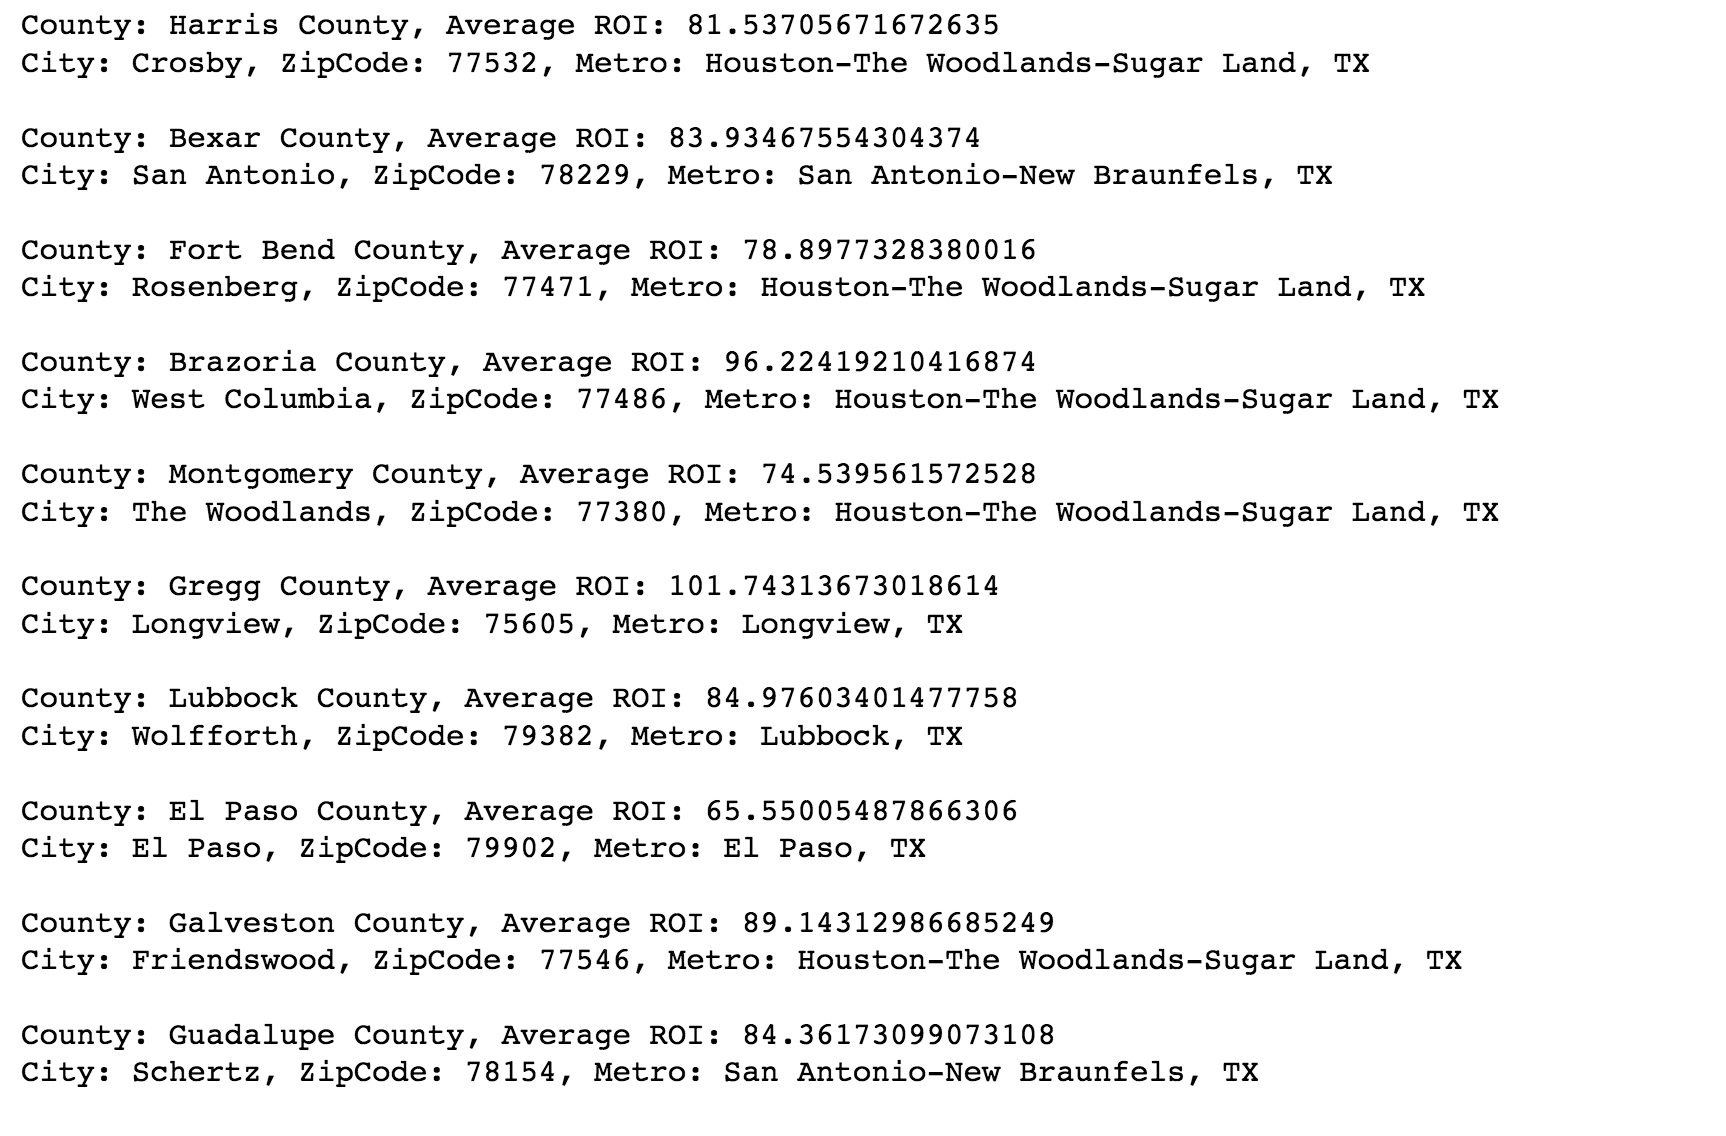 County: Harris County, Average ROI: 81.53705671672635
City: Crosby, ZipCode: 77532, Metro: Houston-The Woodlands-Sugar Land, TX
County: Bexar County, Average ROI: 83.93467554304374
City: San Antonio, ZipCode: 78229, Metro: San Antonio-New Braunfels, TX
County: Fort Bend County, Average ROI: 78.8977328380016
City: Rosenberg, ZipCode: 77471, Metro: Houston-The Woodlands-Sugar Land, TX
County: Brazoria County, Average ROI: 96.22419210416874
City: West Columbia, ZipCode: 77486, Metro: Houston-The Woodlands-Sugar Land, TX
County: Montgomery County, Average ROI: 74.539561572528
City: The Woodlands, ZipCode: 77380, Metro: Houston-The Woodlands-Sugar Land, TX
County: Gregg County, Average ROI: 101.74313673018614
City: Longview, ZipCode: 75605, Metro: Longview, TX
County: Lubbock County, Average ROI: 84.97603401477758
City: Wolfforth, ZipCode: 79382, Metro: Lubbock, TX
County: El Paso County, Average ROI: 65.55005487866306
City: El Paso, ZipCode: 79902, Metro: El Paso, TX
County: Galveston County, Average ROI: 89.14312986685249
City: Friendswood, ZipCode: 77546, Metro: Houston-The Woodlands-Sugar Land, TX
County: Guadalupe County, Average ROI: 84.36173099073108
City: Schertz, ZipCode: 78154, Metro: San Antonio-New Braunfels, TX